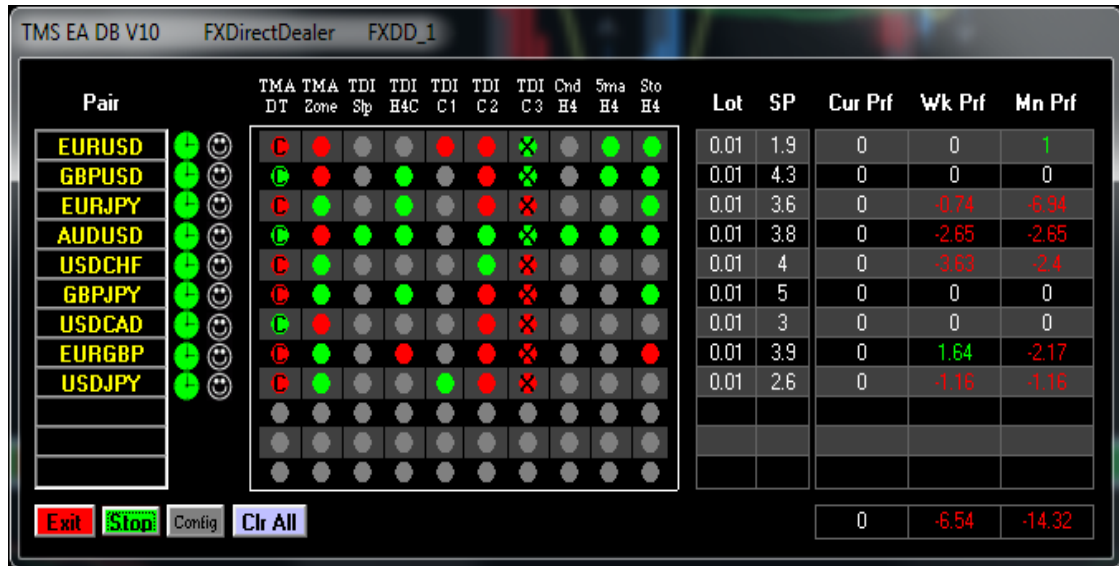 TMS EA DB V10 FXDirectDealer FXDD_1
Pair TMA DT TMA Zone TDI Slp TDI H4C TDI C1 TDI C2 TDI C3 Cnd H4 5ma H4 Sto H4 Lot SP Cur Prf Wk Prf Mn Prf
EURUSD C X 0.01 1.9 0 0 1
GBPUSD C X 0.01 4.3 0 0 0
EURJPY C X 0.01 3.6 0 -0.74 -6.94
AUDUSD C X 0.01 3.8 0 -2.65 -2.65
USDCHF C X 0.01 4 0 -3.63 -2.4
GBPJPY C X 0.01 5 0 0 0
USDCAD C X 0.01 3 0 0 0
EURGBP C X 0.01 3.9 0 1.64 -2.17
USDJPY C X 0.01 2.6 0 -1.16 -1.16
Exit Stop Config Clr All 0 -6.54 -14.32